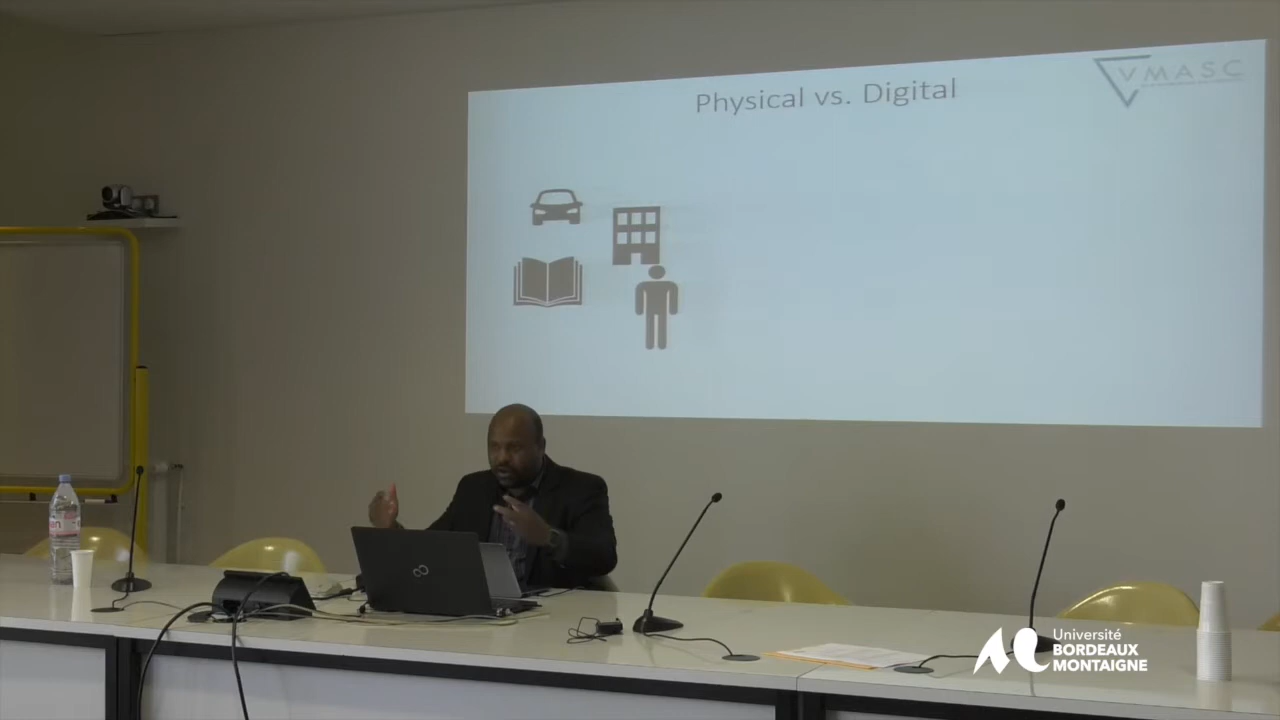 Physical vs. Digital
VMASC
Université
BORDEAUX
MONTAIGNE